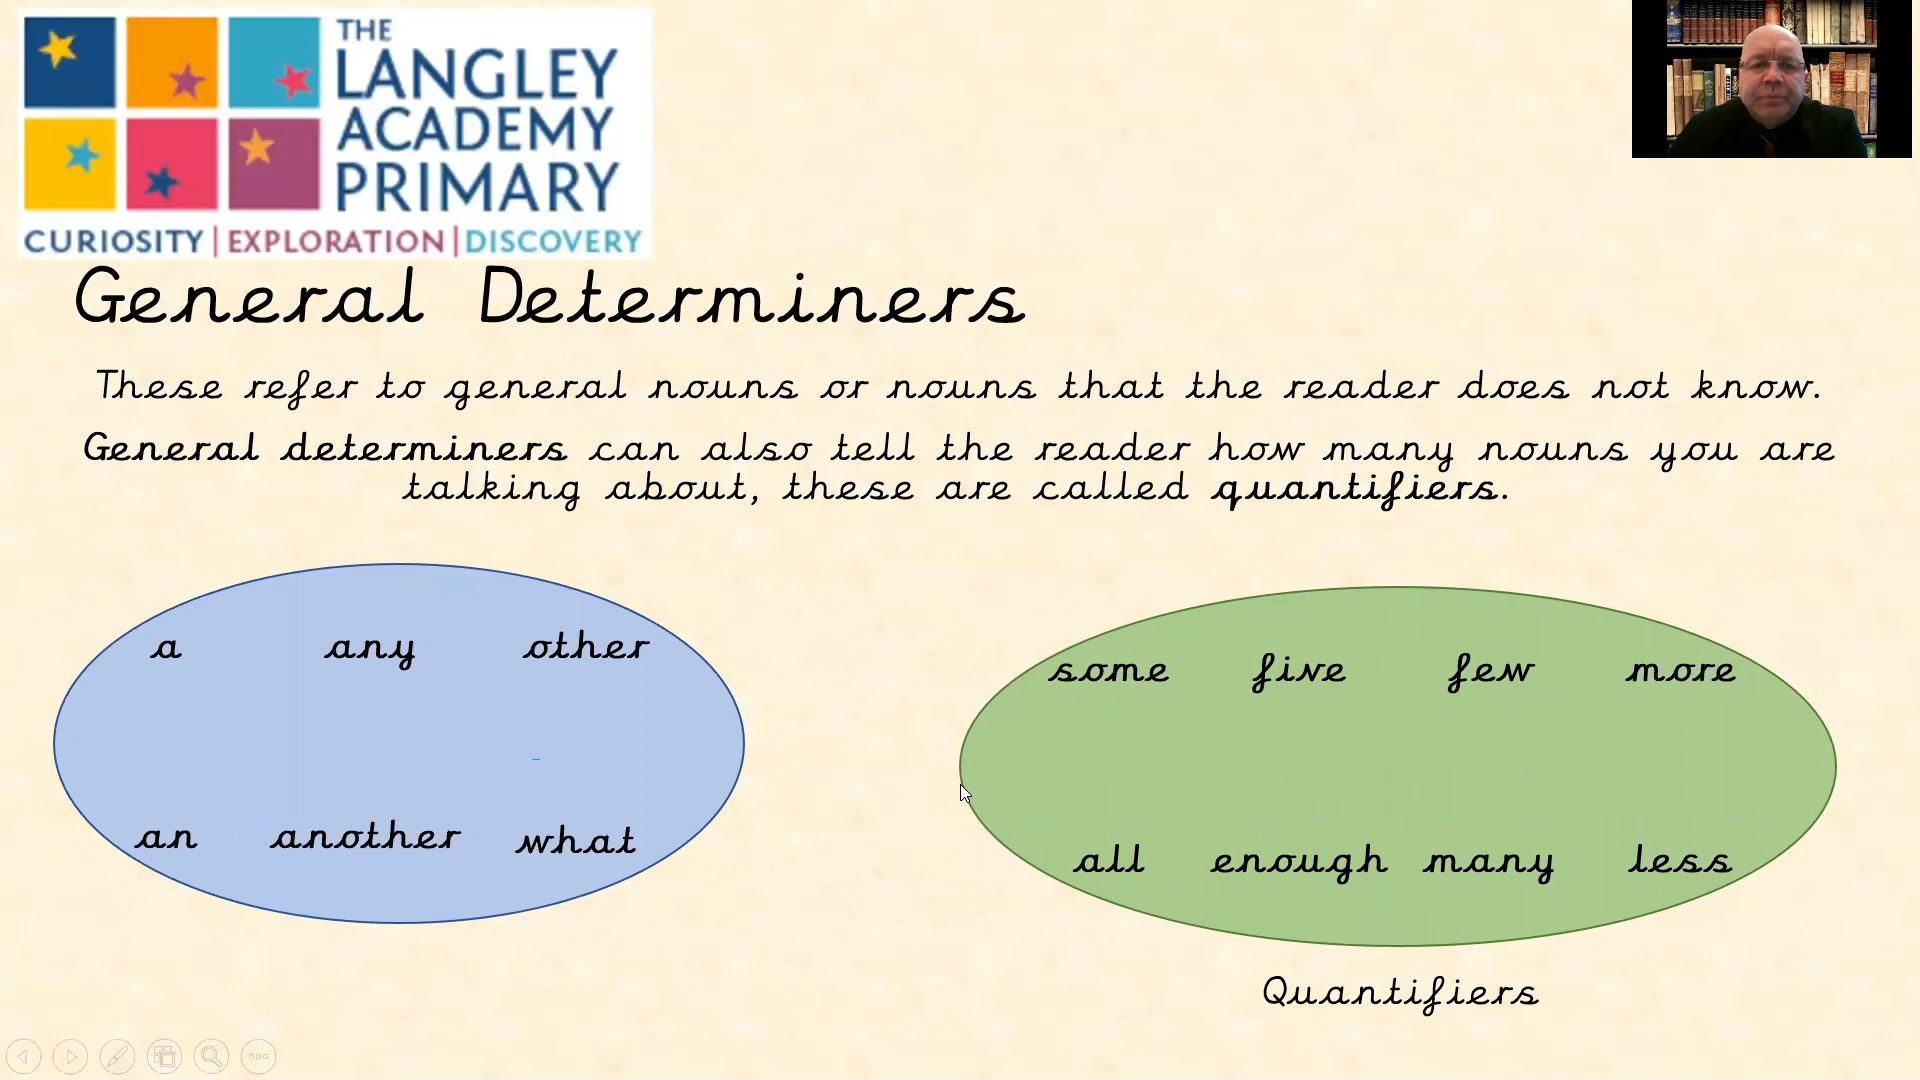 THE
LANGLEY
ACADEMY
PRIMARY
CURIOSITY | EXPLORATION | DISCOVERY
General Determiners
These refer to general nouns or nouns that the reader does not know.
General determiners can also tell the reader how many nouns you are
talking about, these are called quantifiers.
a any other
an another what
some five few more
all enough many less
Quantifiers